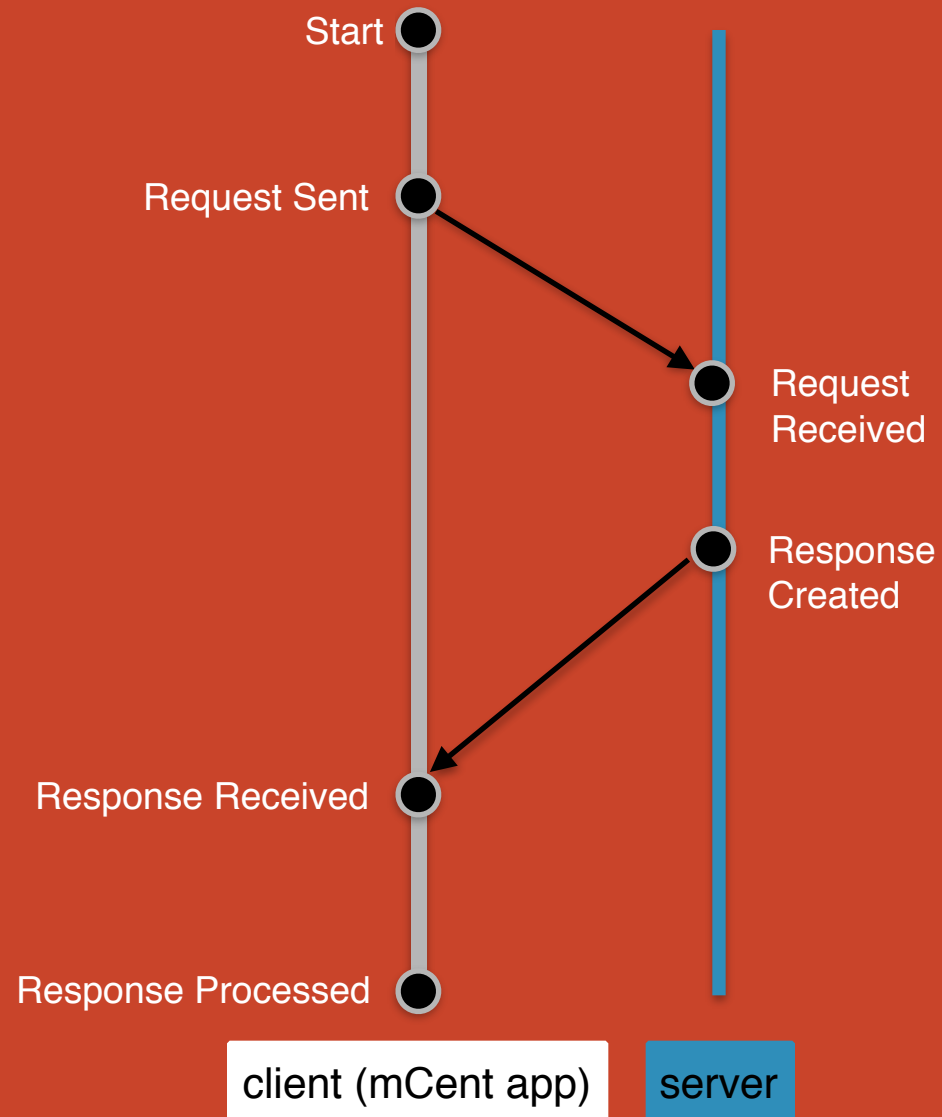 Start
Request Sent
Request
Received
Response
Created
Response Received
Response Processed
client (mCent app)
server